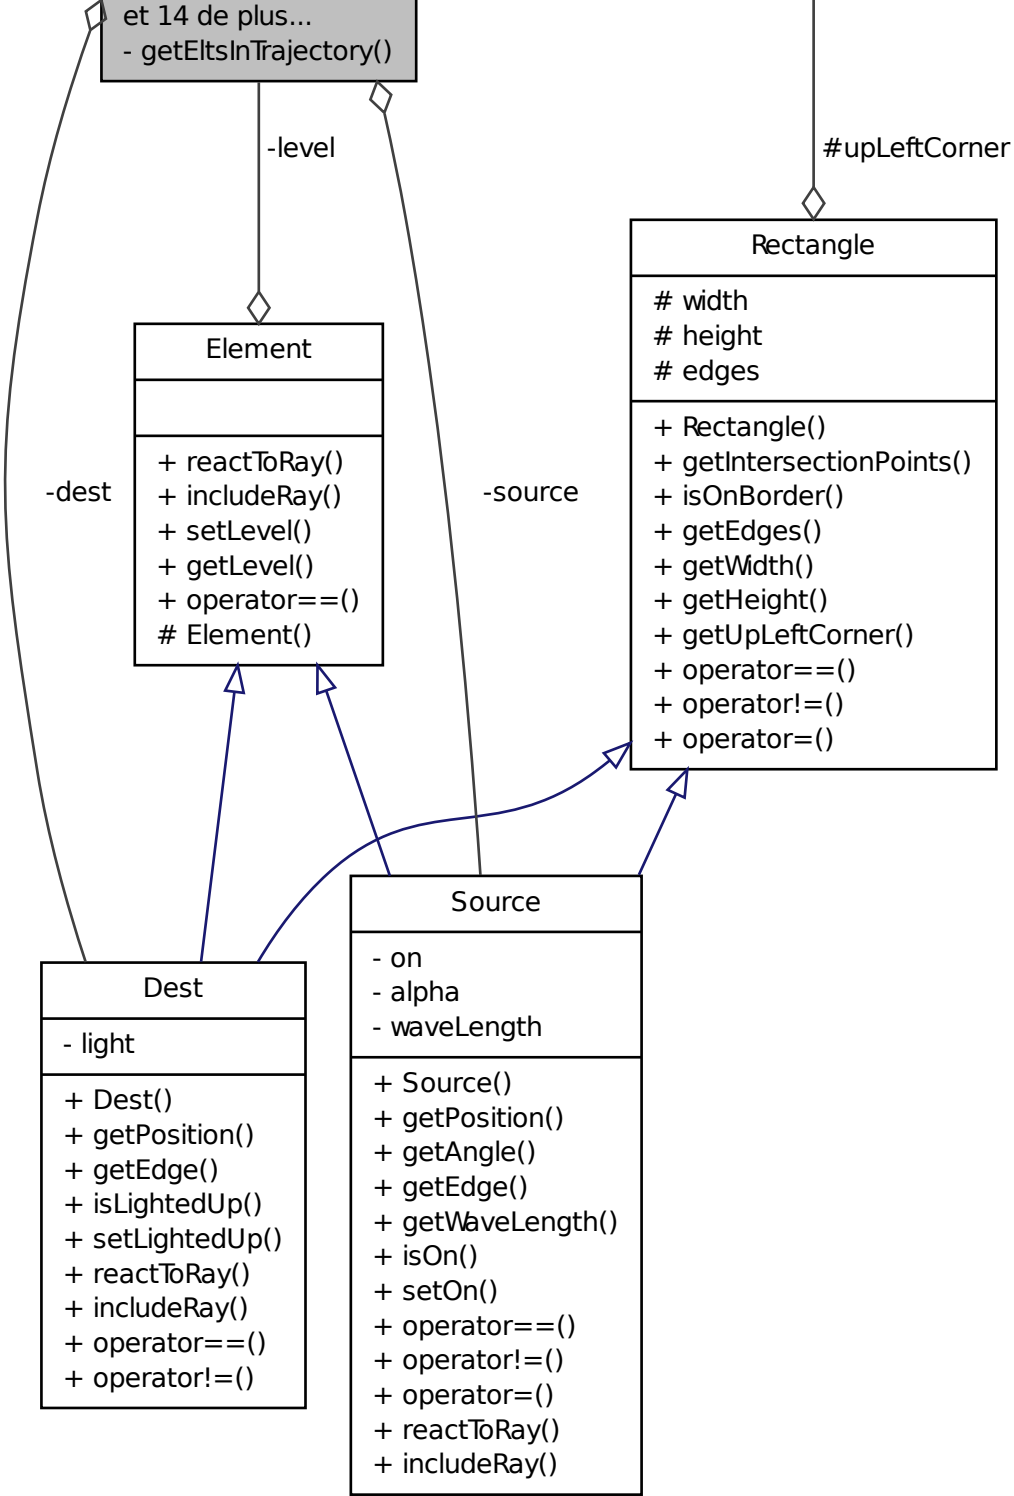 et 14 de plus...
- getEltsInTrajectory()
-level
#upLeftCorner
Rectangle
# width
# height
# edges
+ Rectangle()
+ getIntersectionPoints()
+ isOnBorder()
+ getEdges()
+ getWidth()
+ getHeight()
+ getUpLeftCorner()
+ operator==()
+ operator!=()
+ operator=()
Element
+ reactToRay()
+ includeRay()
+ setLevel()
+ getLevel()
+ operator==()
# Element()
-dest
-source
Source
- on
- alpha
- waveLength
+ Source()
+ getPosition()
+ getAngle()
+ getEdge()
+ getWaveLength()
+ isOn()
+ setOn()
+ operator==()
+ operator!=()
+ operator=()
+ reactToRay()
+ includeRay()
Dest
- light
+ Dest()
+ getPosition()
+ getEdge()
+ isLightedUp()
+ setLightedUp()
+ reactToRay()
+ includeRay()
+ operator==()
+ operator!=()